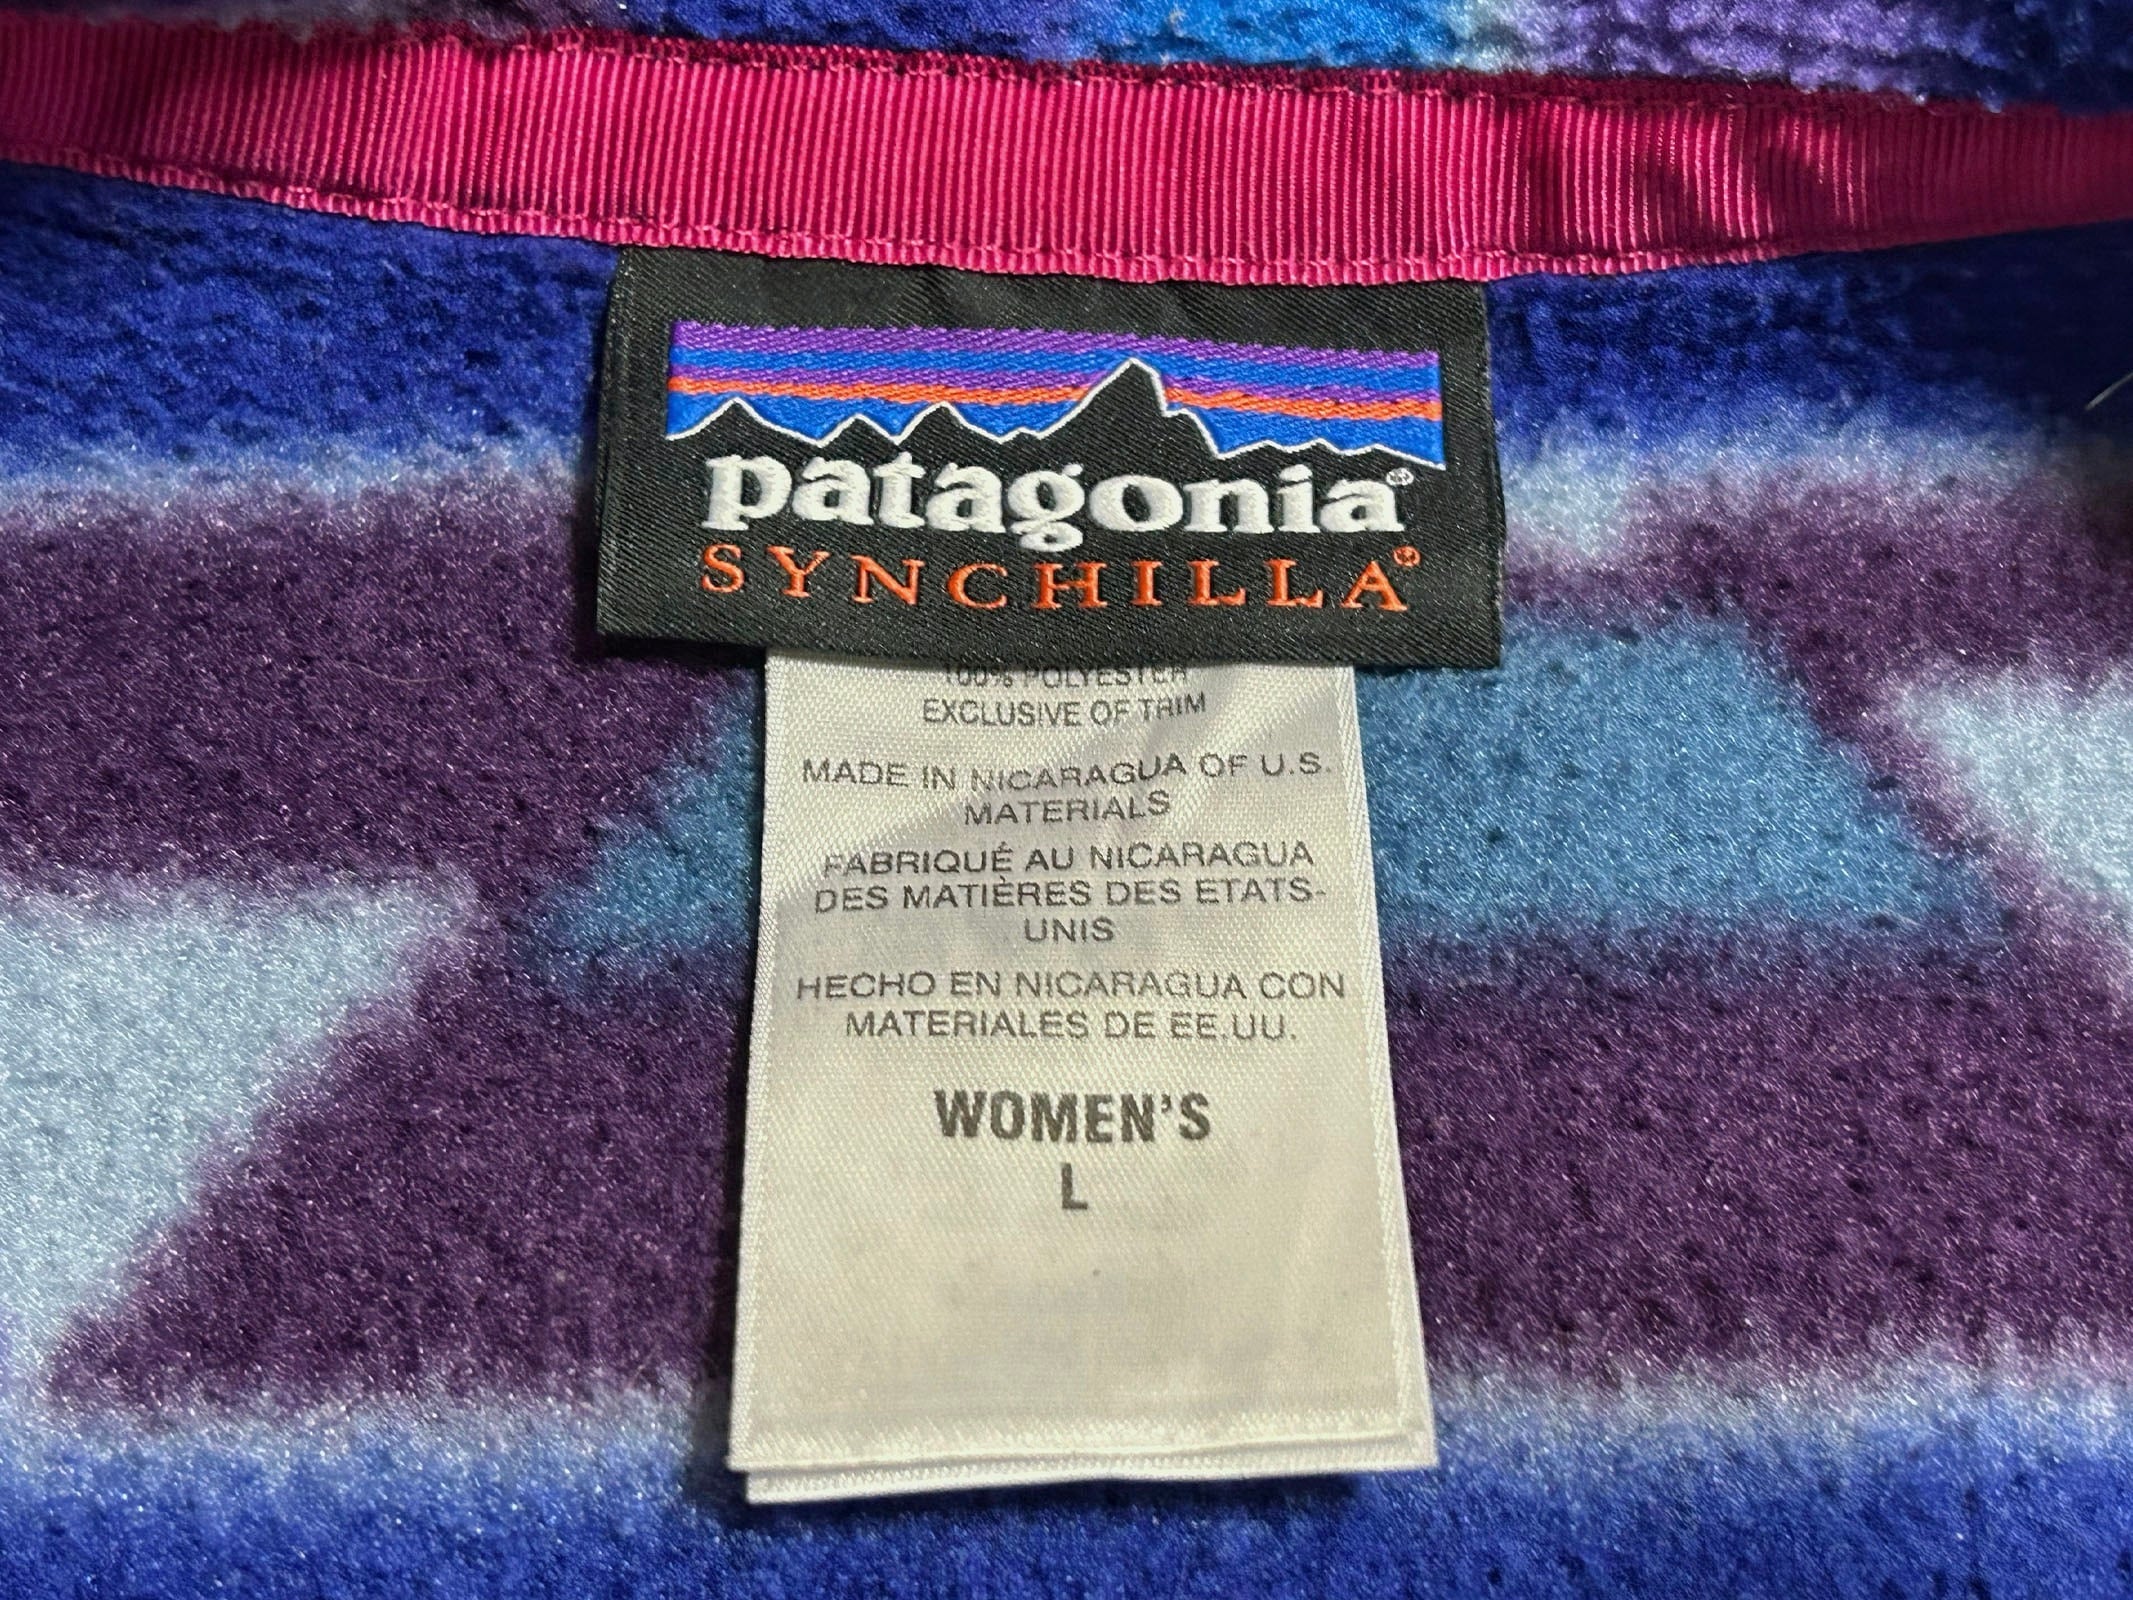 patagonia®
SYNCHILLA®
100% POLYESTER
EXCLUSIVE OF TRIM
MADE IN NICARAGUA OF U.S.
MATERIALS
FABRIQUÉ AU NICARAGUA
DES MATIÈRES DES ETATS-
UNIS
HECHO EN NICARAGUA CON
MATERIALES DE EE.UU.
WOMEN'S
L